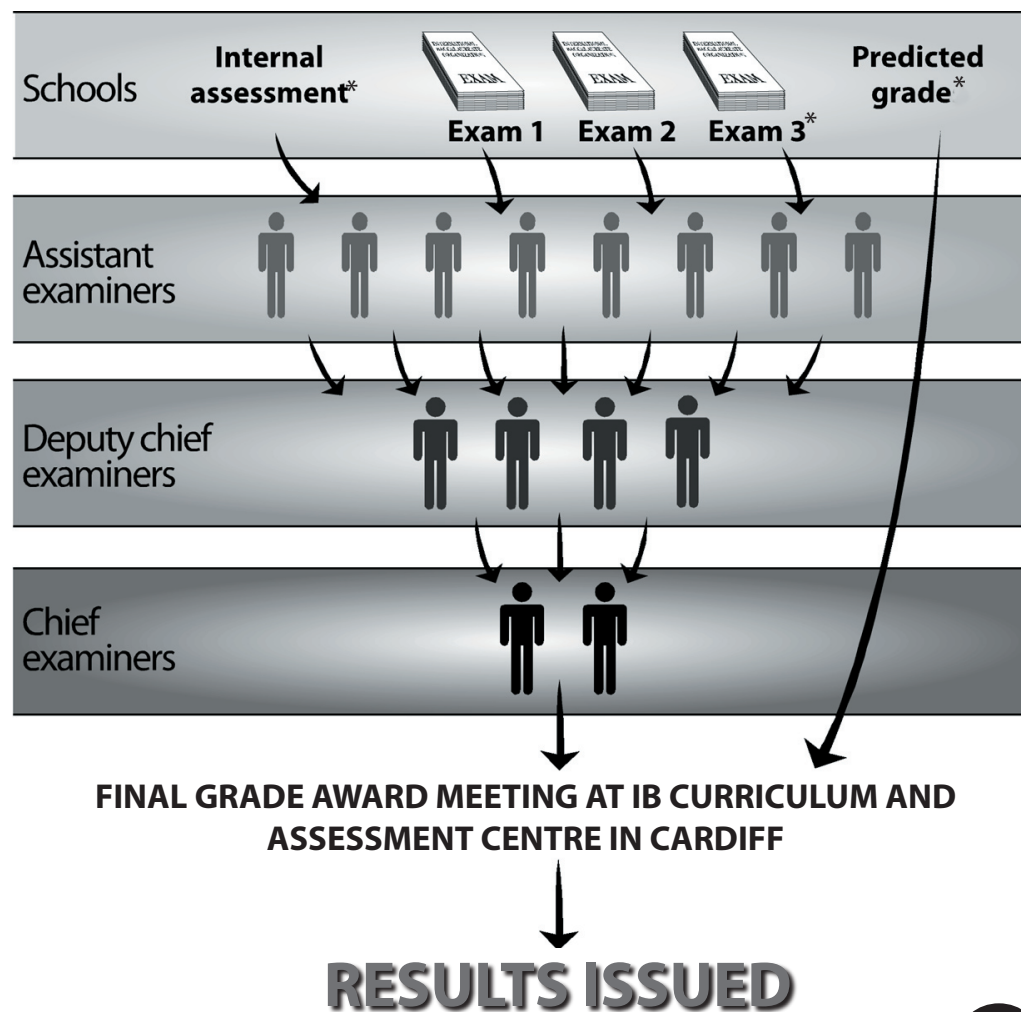 Schools
Internal
assessment*
EXAM
EXAM
EXAM
Exam 1
Exam 2
Exam 3*
Predicted
grade*
Assistant
examiners
Deputy chief
examiners
Chief
examiners
FINAL GRADE AWARD MEETING AT IB CURRICULUM AND
ASSESSMENT CENTRE IN CARDIFF
RESULTS ISSUED